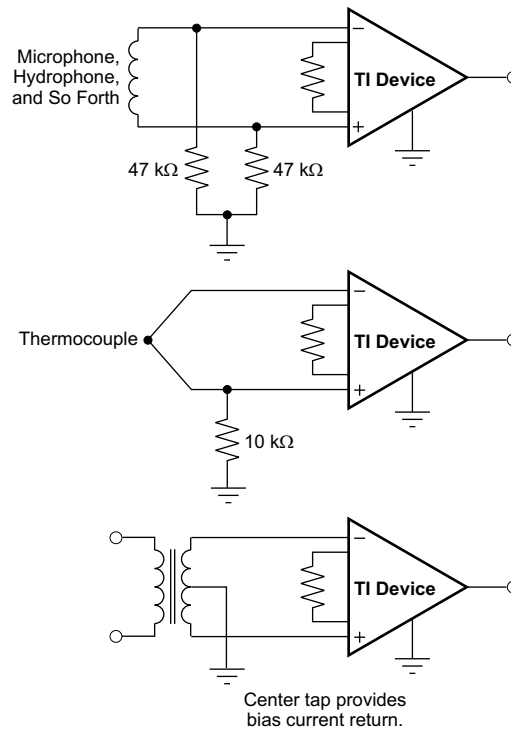 Microphone,
Hydrophone,
and So Forth
−
TI Device
+
47 kΩ
47 kΩ
Thermocouple
−
TI Device
+
10 kΩ
−
TI Device
+
Center tap provides
bias current return.